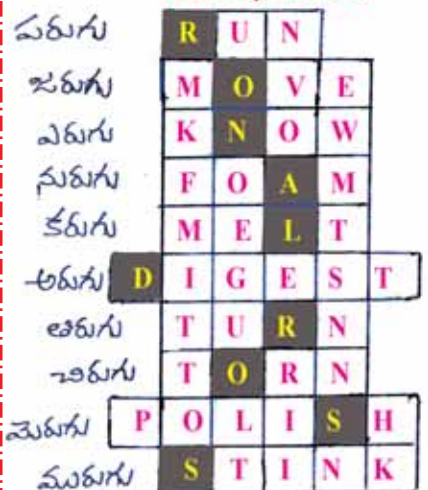 పరుగు R U N
జరుగు M O V E
ఎరుగు K N O W
నురుగు F O A M
కరుగు M E L T
అరుగు D I G E S T
తిరుగు T U R N
చిరుగు T O R N
మెరుగు P O L I S H
మురుగు S T I N K